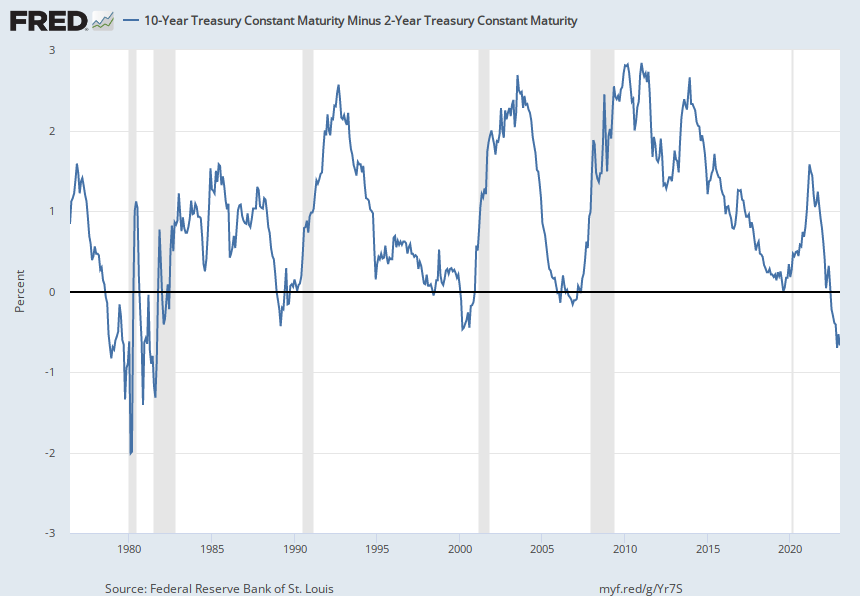 FRED
10-Year Treasury Constant Maturity Minus 2-Year Treasury Constant Maturity
3
2
1
0
-1
-2
-3
Percent
1980 1985 1990 1995 2000 2005 2010 2015 2020
Source: Federal Reserve Bank of St. Louis
myf.red/g/Yr7S